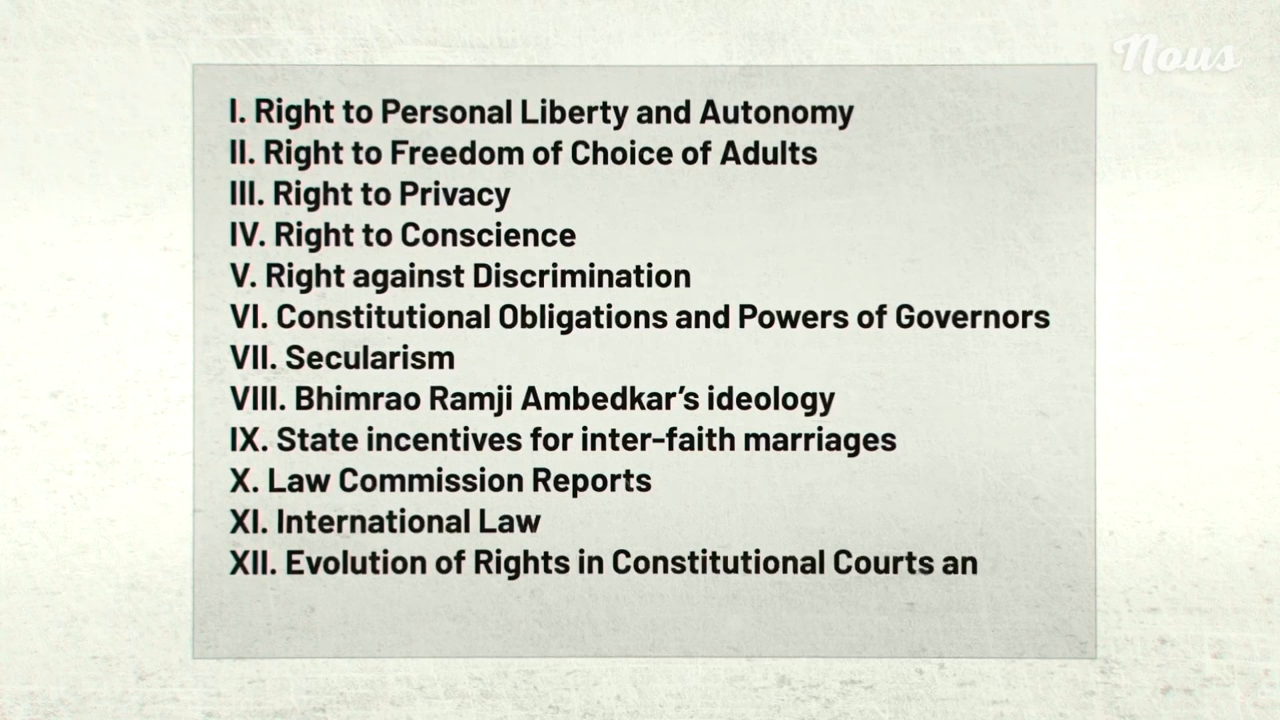 Nous
I. Right to Personal Liberty and Autonomy
II. Right to Freedom of Choice of Adults
III. Right to Privacy
IV. Right to Conscience
V. Right against Discrimination
VI. Constitutional Obligations and Powers of Governors
VII. Secularism
VIII. Bhimrao Ramji Ambedkar’s ideology
IX. State incentives for inter-faith marriages
X. Law Commission Reports
XI. International Law
XII. Evolution of Rights in Constitutional Courts an